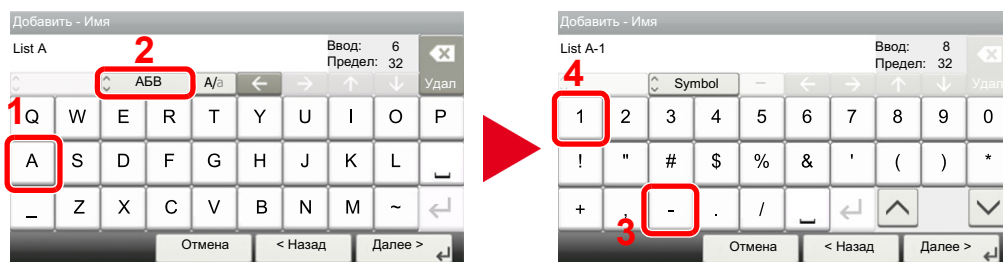 Добавить - Имя
List A
Ввод: 6
Предел: 32
2
АБВ
A/a
← → ↑ ↓
Удал
1
Q W E R T Y U I O P
A S D F G H J K L
_ Z X C V B N M ~
Отмена < Назад Далее >
Добавить - Имя
List A-1
Ввод: 8
Предел: 32
4
Symbol
← → ↑ ↓
Удал
1 2 3 4 5 6 7 8 9 0
! " # $ % & ' ( ) *
+ , - . /
3
Отмена < Назад Далее >